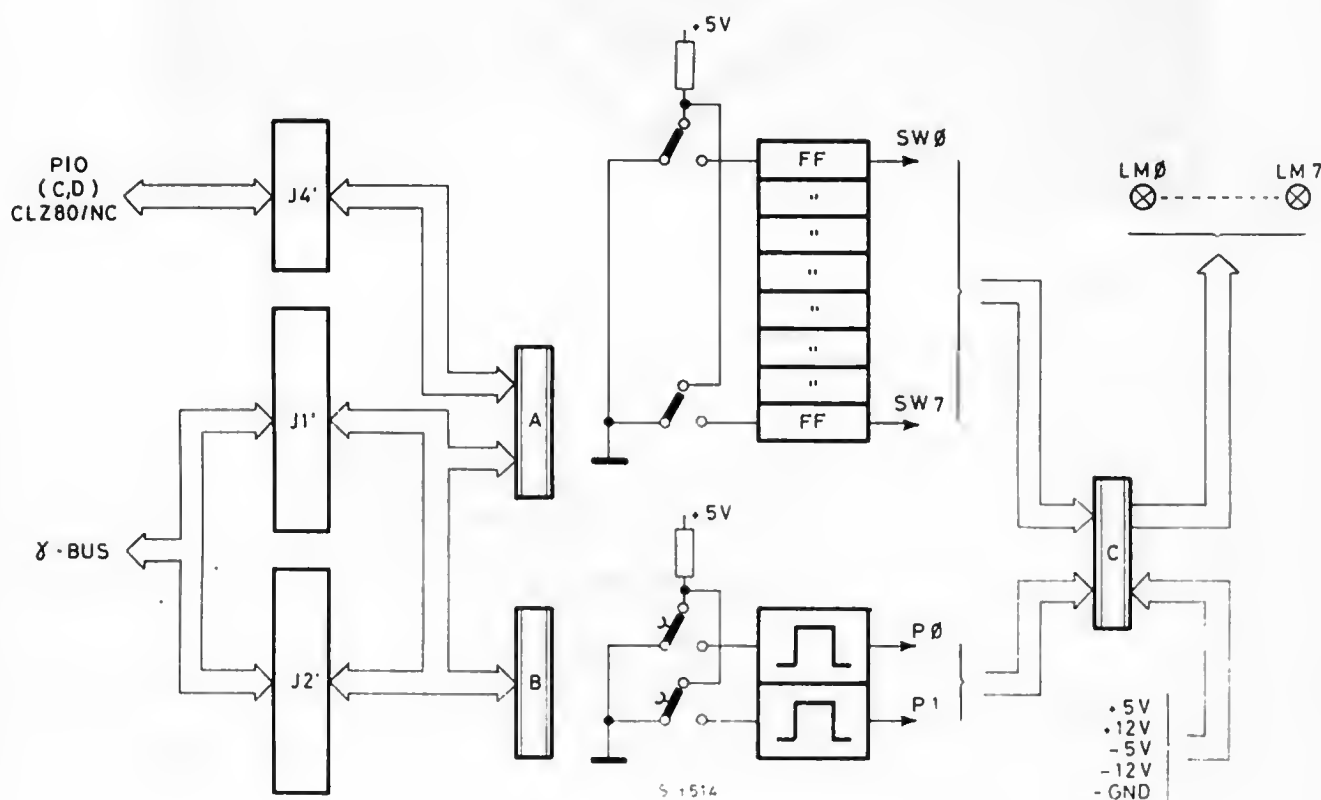 +5V
PIO
(C,D)
CLZ80/NC
J4'
FF
"
"
"
"
"
"
FF
SWØ
SW7
LMØ
LM7
J1'
A
ɣ-BUS
J2'
B
+5V
PØ
P1
C
+5V
+12V
-5V
-12V
-GND